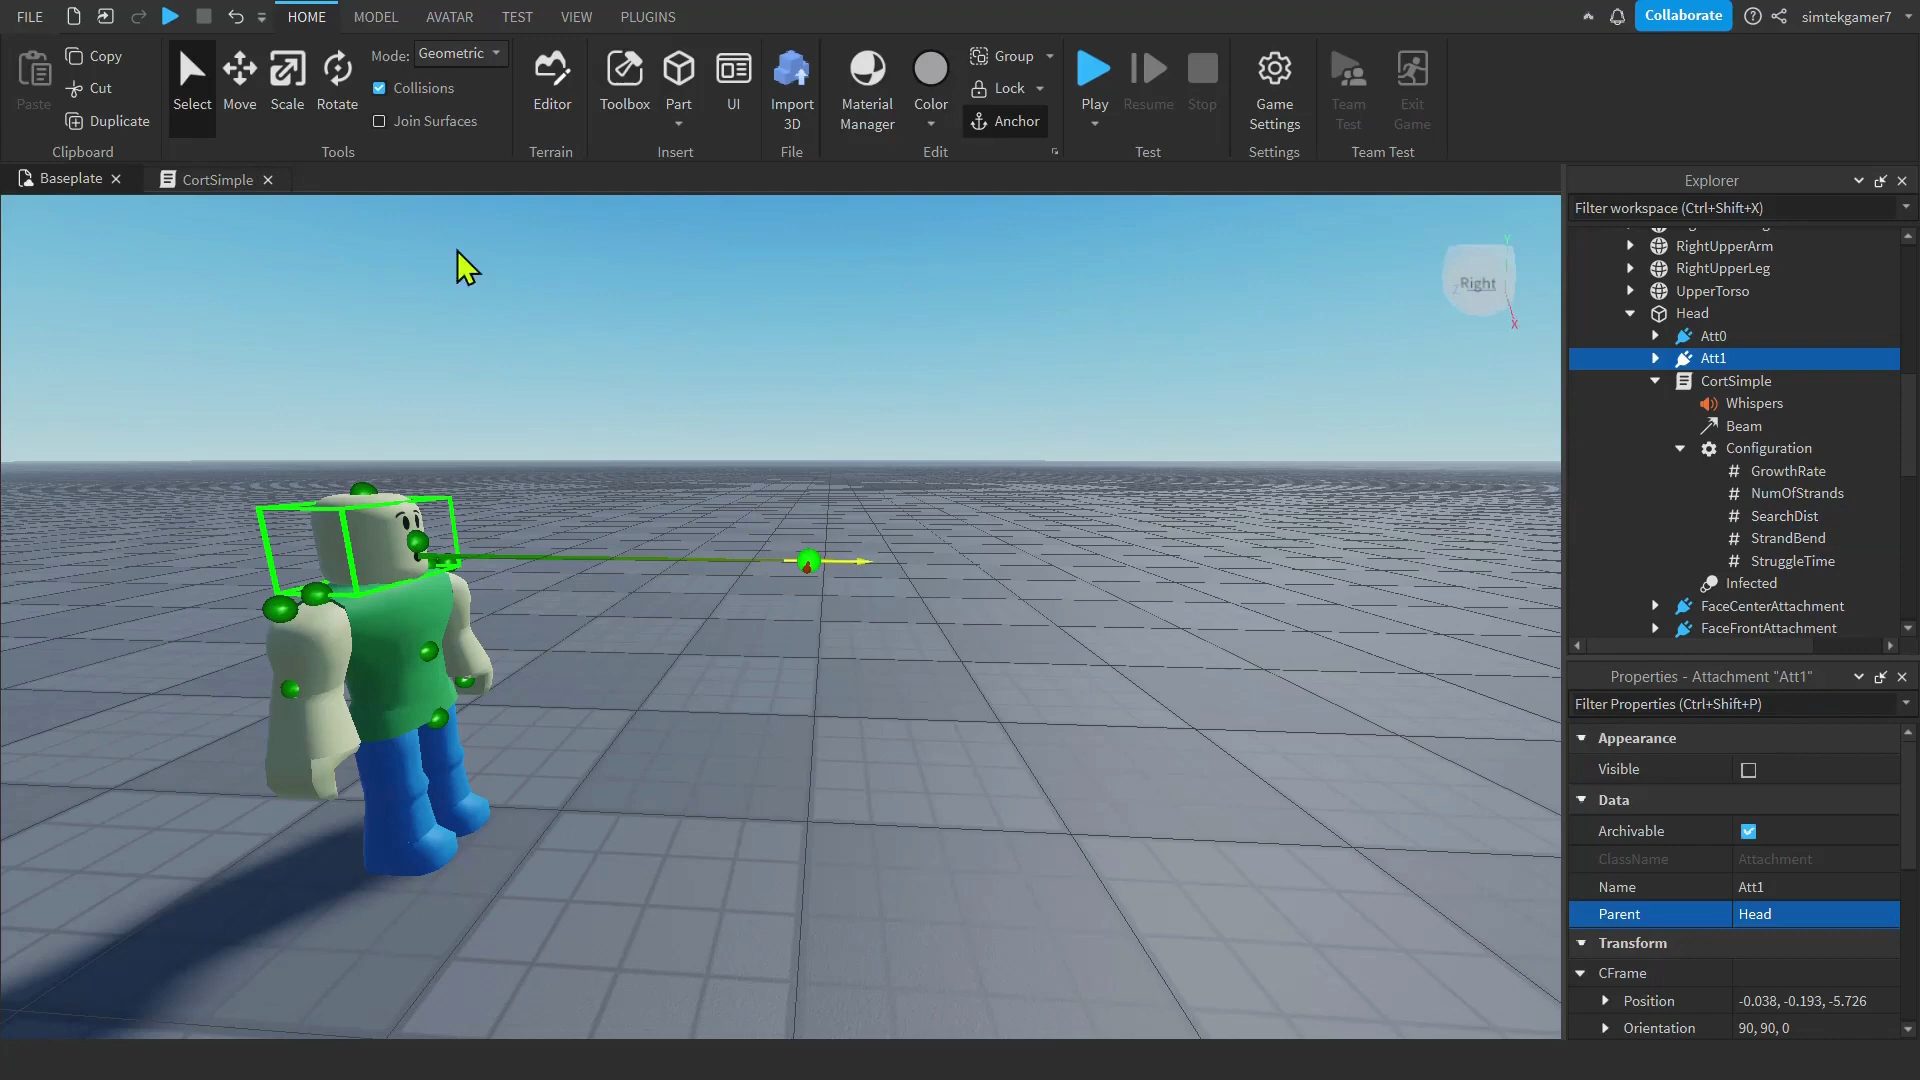 FILE
HOME
MODEL
AVATAR
TEST
VIEW
PLUGINS
Collaborate
simtekgamer7
Paste
Copy
Cut
Duplicate
Clipboard
Select
Move
Scale
Rotate
Mode: Geometric
Collisions
Join Surfaces
Tools
Editor
Terrain
Toolbox
Part
UI
Insert
Import
3D
File
Material
Manager
Color
Group
Lock
Anchor
Edit
Play
Resume
Stop
Test
Game
Settings
Settings
Team
Test
Exit
Game
Team Test
Baseplate
CortSimple
Right
Y
Z
X
Explorer
Filter workspace (Ctrl+Shift+X)
RightUpperArm
RightUpperLeg
UpperTorso
Head
Att0
Att1
CortSimple
Whispers
Beam
Configuration
GrowthRate
NumOfStrands
SearchDist
StrandBend
StruggleTime
Infected
FaceCenterAttachment
FaceFrontAttachment
Properties - Attachment "Att1"
Filter Properties (Ctrl+Shift+P)
Appearance
Visible
Data
Archivable
ClassName Attachment
Name Att1
Parent Head
Transform
CFrame
Position -0.038, -0.193, -5.726
Orientation 90, 90, 0